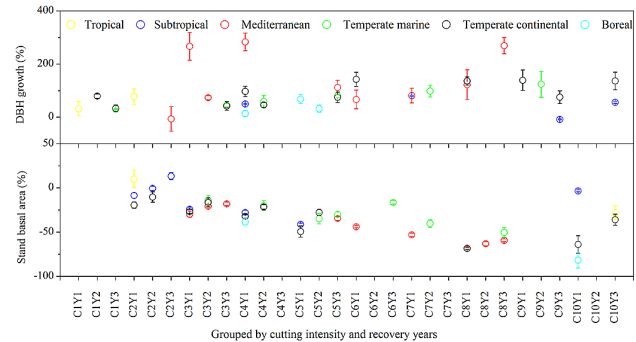 Tropical Subtropical Mediterranean Temperate marine Temperate continental Boreal
DBH growth (%)
400
200
0
50
Stand basal area (%)
0
-50
-100
C1Y1 C1Y2 C1Y3 C2Y1 C2Y2 C2Y3 C3Y1 C3Y2 C3Y3 C4Y1 C4Y2 C4Y3 C5Y1 C5Y2 C5Y3 C6Y1 C6Y2 C6Y3 C7Y1 C7Y2 C7Y3 C8Y1 C8Y2 C8Y3 C9Y1 C9Y2 C9Y3 C10Y1 C10Y2 C10Y3
Grouped by cutting intensity and recovery years